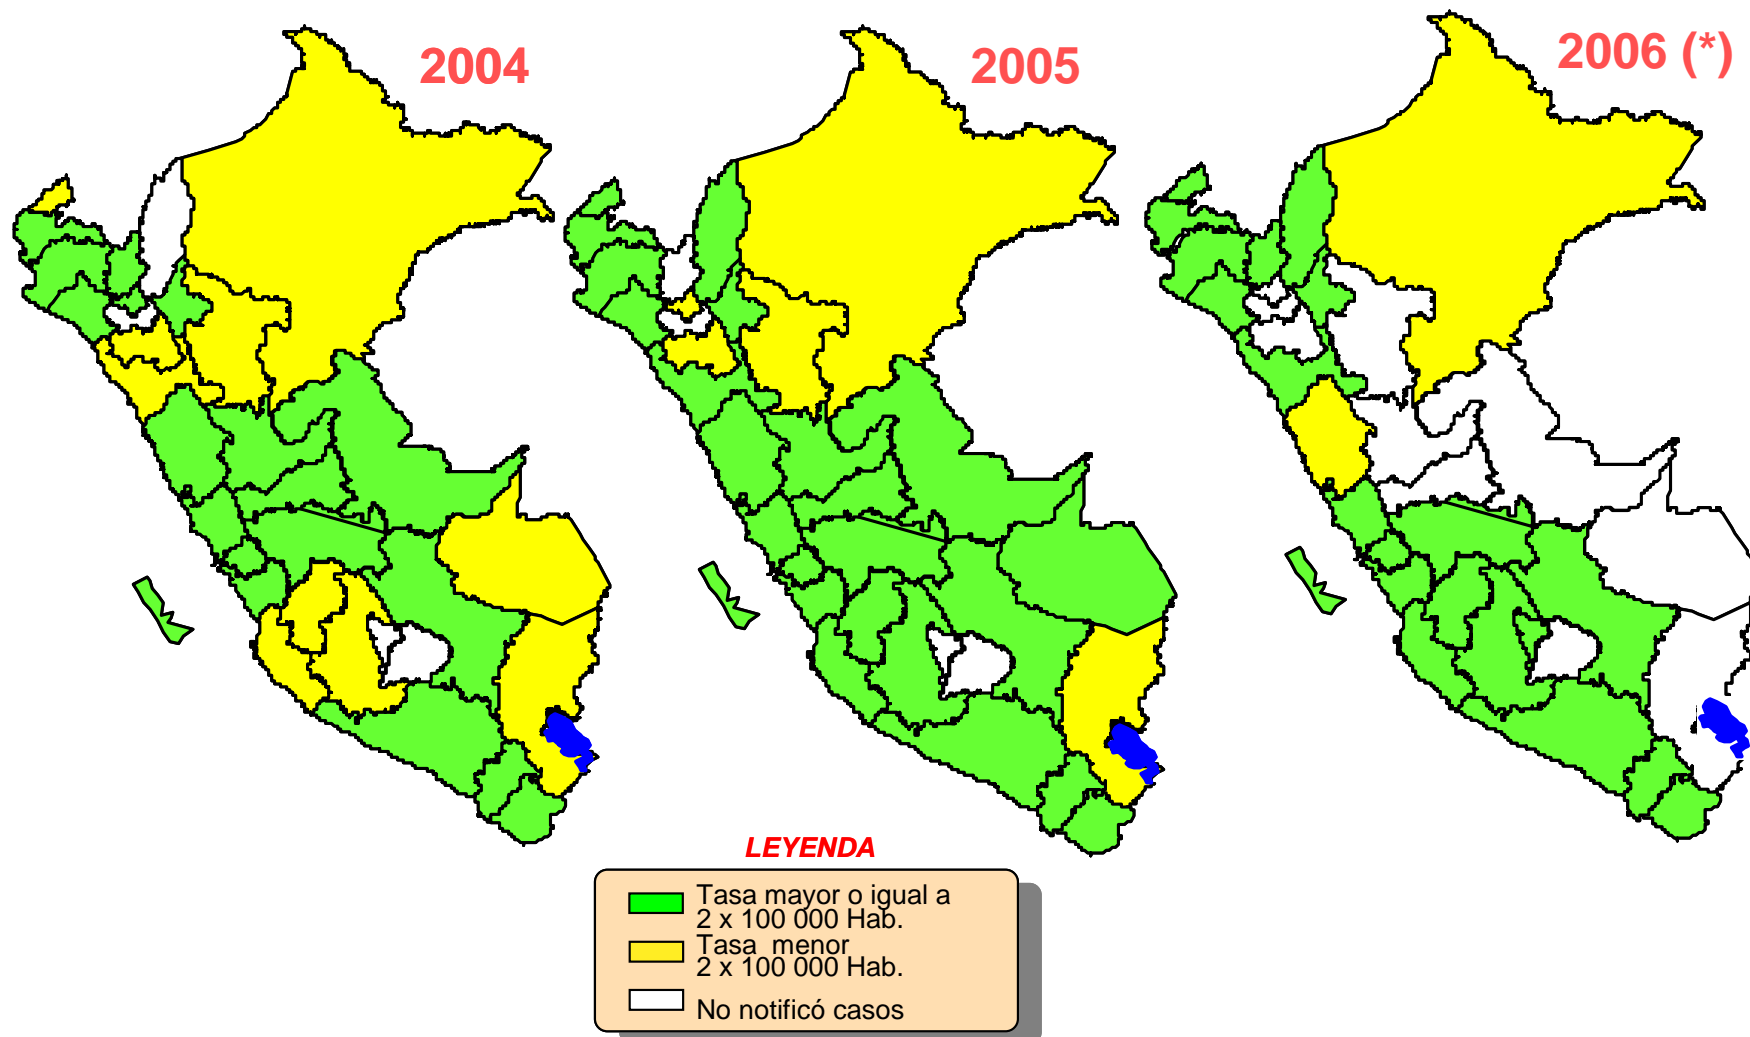 2004
2005
2006 (*)
LEYENDA
Tasa mayor o igual a
2 x 100 000 Hab.
Tasa menor
2 x 100 000 Hab.
No notificó casos